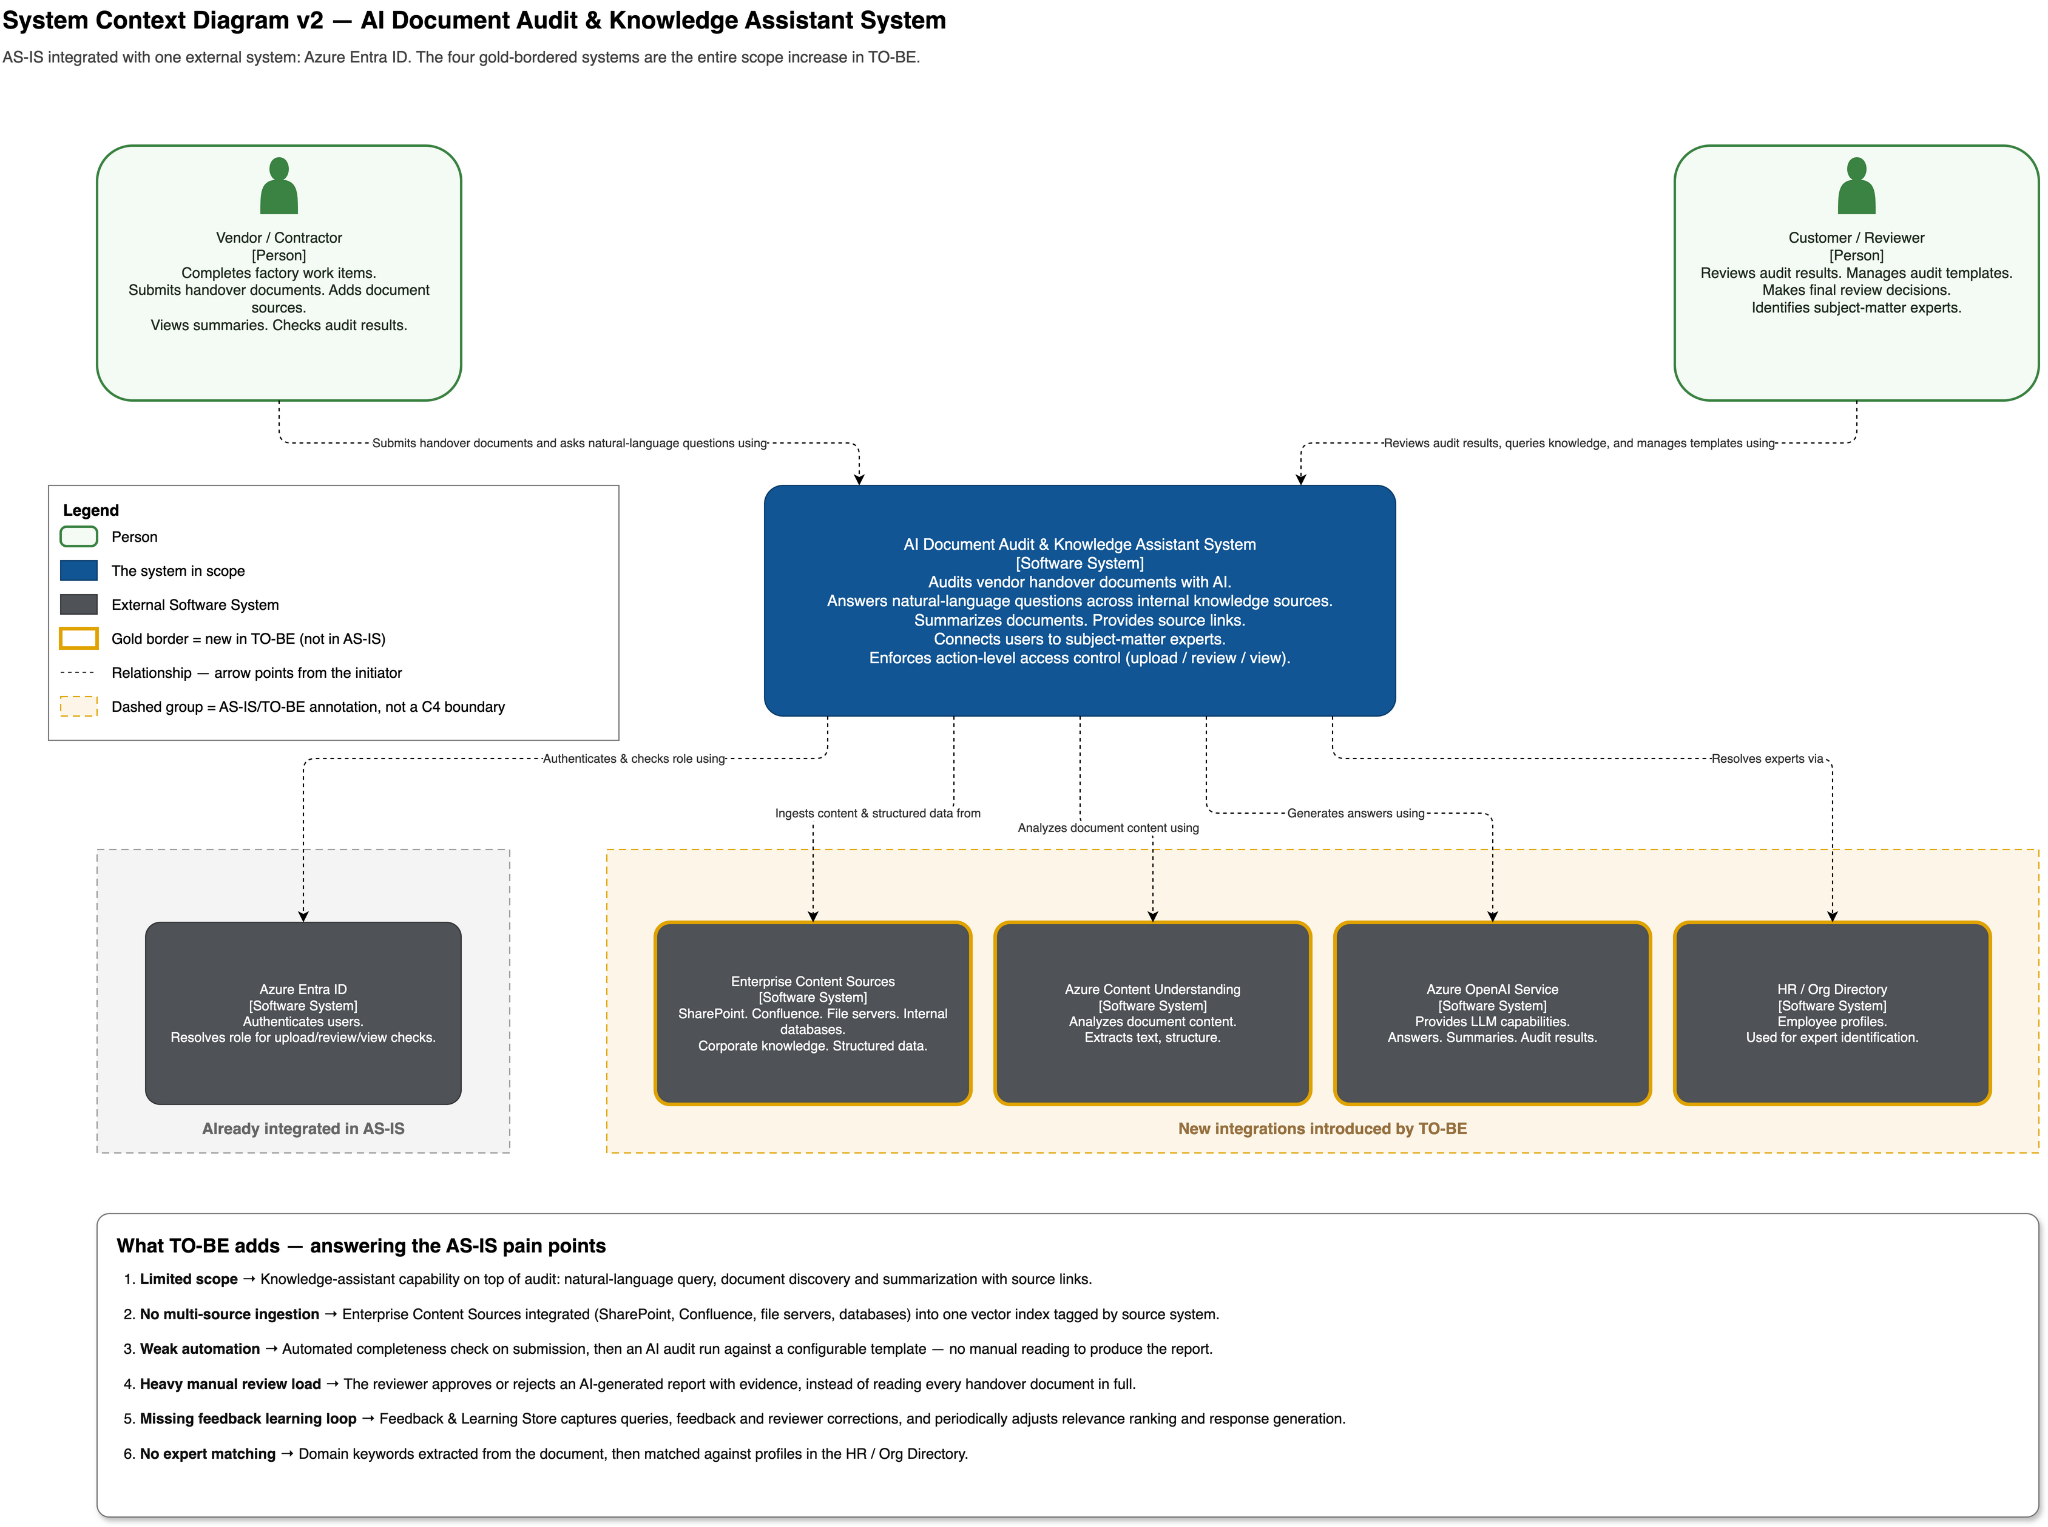 System Context Diagram v2 — AI Document Audit & Knowledge Assistant System
AS-IS integrated with one external system: Azure Entra ID. The four gold-bordered systems are the entire scope increase in TO-BE.
Vendor / Contractor
[Person]
Completes factory work items.
Submits handover documents. Adds document
sources.
Views summaries. Checks audit results.
Customer / Reviewer
[Person]
Reviews audit results. Manages audit templates.
Makes final review decisions.
Identifies subject-matter experts.
Submits handover documents and asks natural-language questions using
Reviews audit results, queries knowledge, and manages templates using
Legend
Person
The system in scope
External Software System
Gold border = new in TO-BE (not in AS-IS)
Relationship — arrow points from the initiator
Dashed group = AS-IS/TO-BE annotation, not a C4 boundary
AI Document Audit & Knowledge Assistant System
[Software System]
Audits vendor handover documents with AI.
Answers natural-language questions across internal knowledge sources.
Summarizes documents. Provides source links.
Connects users to subject-matter experts.
Enforces action-level access control (upload / review / view).
Authenticates & checks role using
Resolves experts via
Ingests content & structured data from
Generates answers using
Analyzes document content using
Azure Entra ID
[Software System]
Authenticates users.
Resolves role for upload/review/view checks.
Already integrated in AS-IS
Enterprise Content Sources
[Software System]
SharePoint. Confluence. File servers. Internal
databases.
Corporate knowledge. Structured data.
Azure Content Understanding
[Software System]
Analyzes document content.
Extracts text, structure.
Azure OpenAI Service
[Software System]
Provides LLM capabilities.
Answers. Summaries. Audit results.
HR / Org Directory
[Software System]
Employee profiles.
Used for expert identification.
New integrations introduced by TO-BE
What TO-BE adds — answering the AS-IS pain points
1. Limited scope → Knowledge-assistant capability on top of audit: natural-language query, document discovery and summarization with source links.
2. No multi-source ingestion → Enterprise Content Sources integrated (SharePoint, Confluence, file servers, databases) into one vector index tagged by source system.
3. Weak automation → Automated completeness check on submission, then an AI audit run against a configurable template — no manual reading to produce the report.
4. Heavy manual review load → The reviewer approves or rejects an AI-generated report with evidence, instead of reading every handover document in full.
5. Missing feedback learning loop → Feedback & Learning Store captures queries, feedback and reviewer corrections, and periodically adjusts relevance ranking and response generation.
6. No expert matching → Domain keywords extracted from the document, then matched against profiles in the HR / Org Directory.